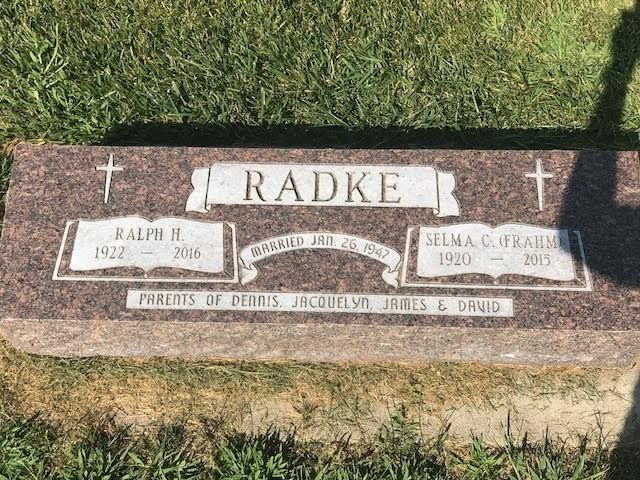 RADKE
RALPH H.
1922 — 2016
MARRIED JAN. 26, 1947
SELMA C. (FRAHM)
1920 — 2015
PARENTS OF DENNIS, JACQUELYN, JAMES & DAVID